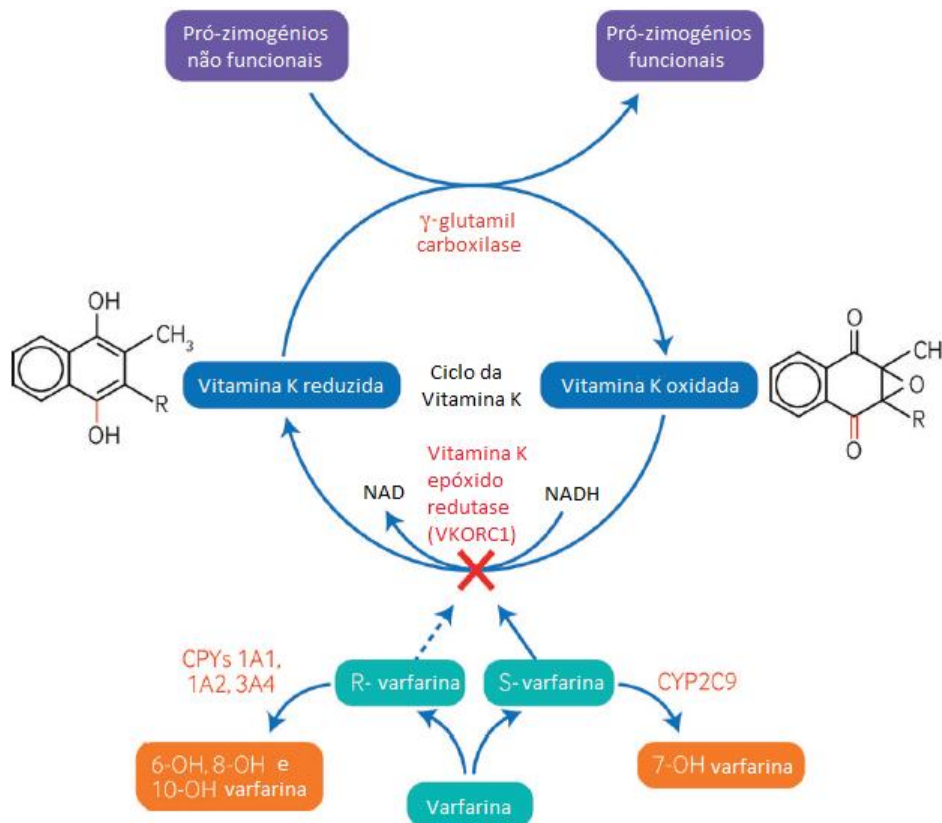 Pró-zimogénios
não funcionais
Pró-zimogénios
funcionais
γ-glutamil
carboxilase
OH
CH3
R
OH
Vitamina K reduzida
Ciclo da
Vitamina K
Vitamina K oxidada
O
CH
O
R
O
Vitamina K
epóxido
redutase
(VKORC1)
NAD
NADH
CPYs 1A1,
1A2, 3A4
R- varfarina
S-varfarina
CYP2C9
6-OH, 8-OH e
10-OH varfarina
Varfarina
7-OH varfarina